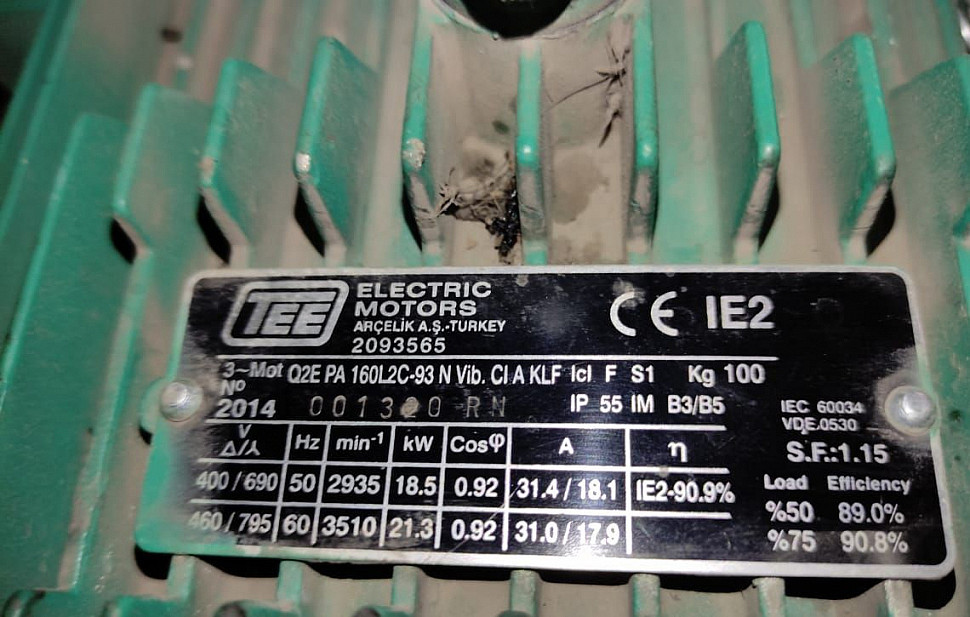 TEE
ELECTRIC
MOTORS
ARÇELİK A.Ş.-TURKEY
2093565
CE IE2
3~Mot Q2E PA 160L2C-93 N Vib. Cl A KLF Icl F S1 Kg 100
Nº
2014 RN IP 55 IM B3/B5
IEC 60034
VDE.0530
S.F.:1.15
V Δ/⅄ Hz min-1 kW Cosφ A η
400/690 50 2935 18.5 0.92 31.4/18.1 IE2-90.9%
460/795 60 3510 21.3 0.92 31.0/17.9
Load Efficiency
%50 89.0%
%75 90.8%